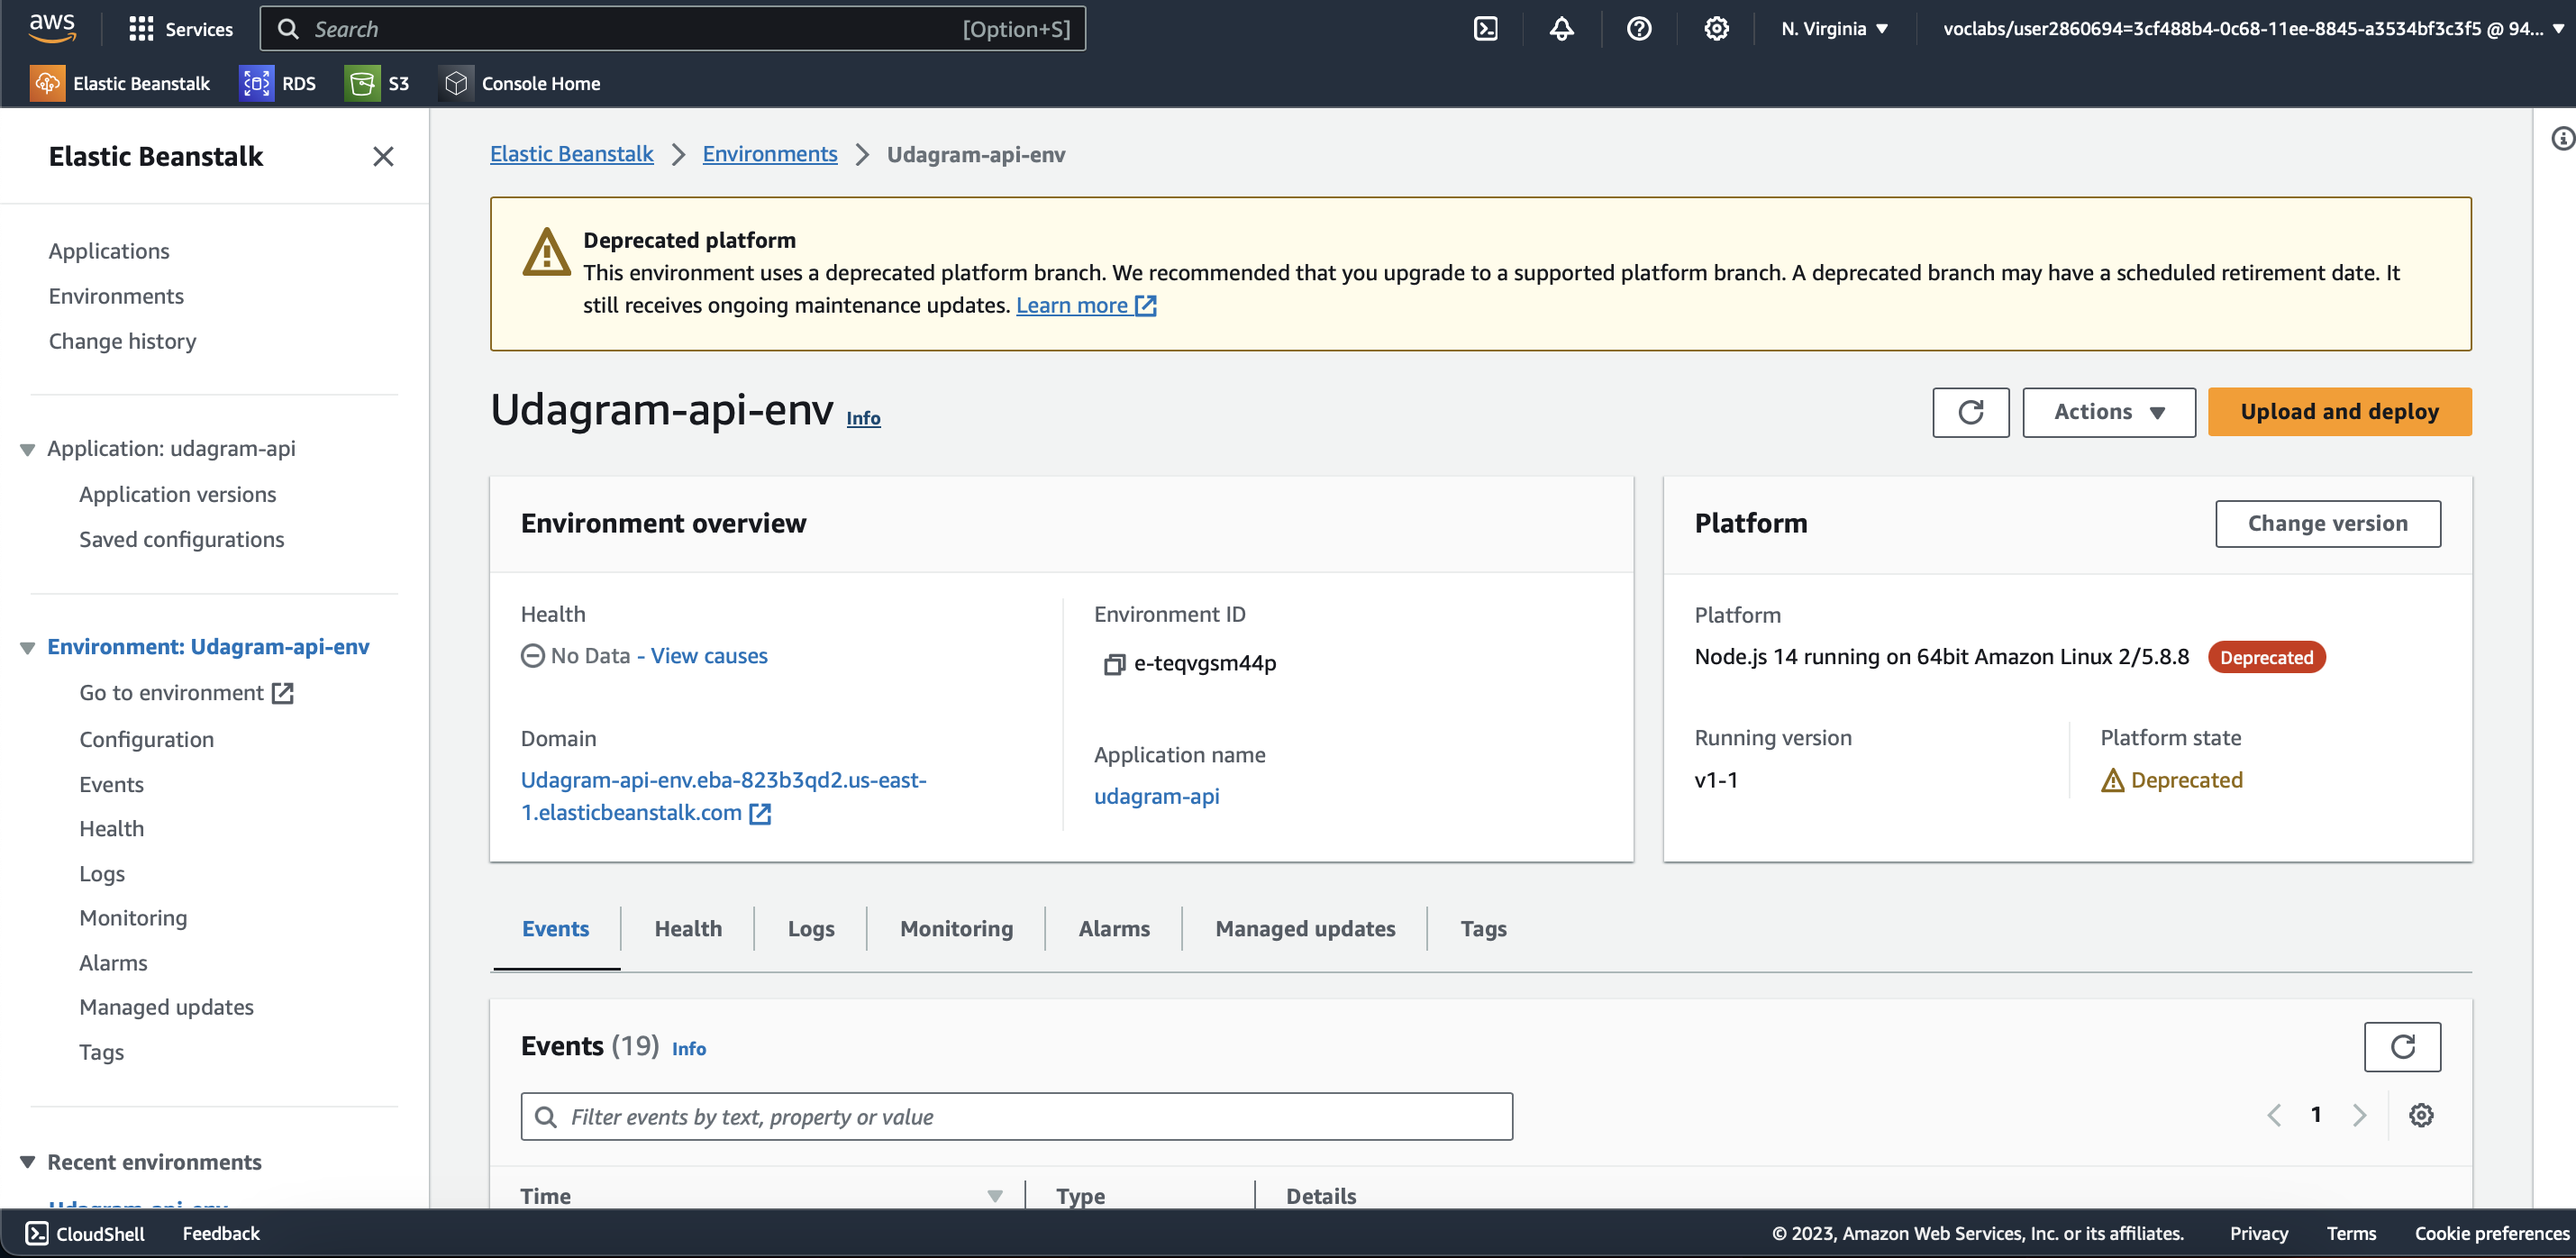 aws
Services
Search
[Option+S]
N. Virginia
voclabs/user2860694=3cf488b4-0c68-11ee-8845-a3534bf3c3f5 @ 94...
Elastic Beanstalk
RDS
S3
Console Home
Elastic Beanstalk
Applications
Environments
Change history
Application: udagram-api
Application versions
Saved configurations
Environment: Udagram-api-env
Go to environment
Configuration
Events
Health
Logs
Monitoring
Alarms
Managed updates
Tags
Recent environments
Udagram-api-env
Elastic Beanstalk
Environments
Udagram-api-env
Deprecated platform
This environment uses a deprecated platform branch. We recommended that you upgrade to a supported platform branch. A deprecated branch may have a scheduled retirement date. It
still receives ongoing maintenance updates. Learn more
Udagram-api-env Info
Actions
Upload and deploy
Environment overview
Health
No Data - View causes
Domain
Udagram-api-env.eba-823b3qd2.us-east-
1.elasticbeanstalk.com
Environment ID
e-teqvgsm44p
Application name
udagram-api
Platform
Change version
Platform
Node.js 14 running on 64bit Amazon Linux 2/5.8.8 Deprecated
Running version
v1-1
Platform state
Deprecated
Events
Health
Logs
Monitoring
Alarms
Managed updates
Tags
Events (19) Info
Filter events by text, property or value
1
Time
Type
Details
CloudShell
Feedback
© 2023, Amazon Web Services, Inc. or its affiliates.
Privacy
Terms
Cookie preferences